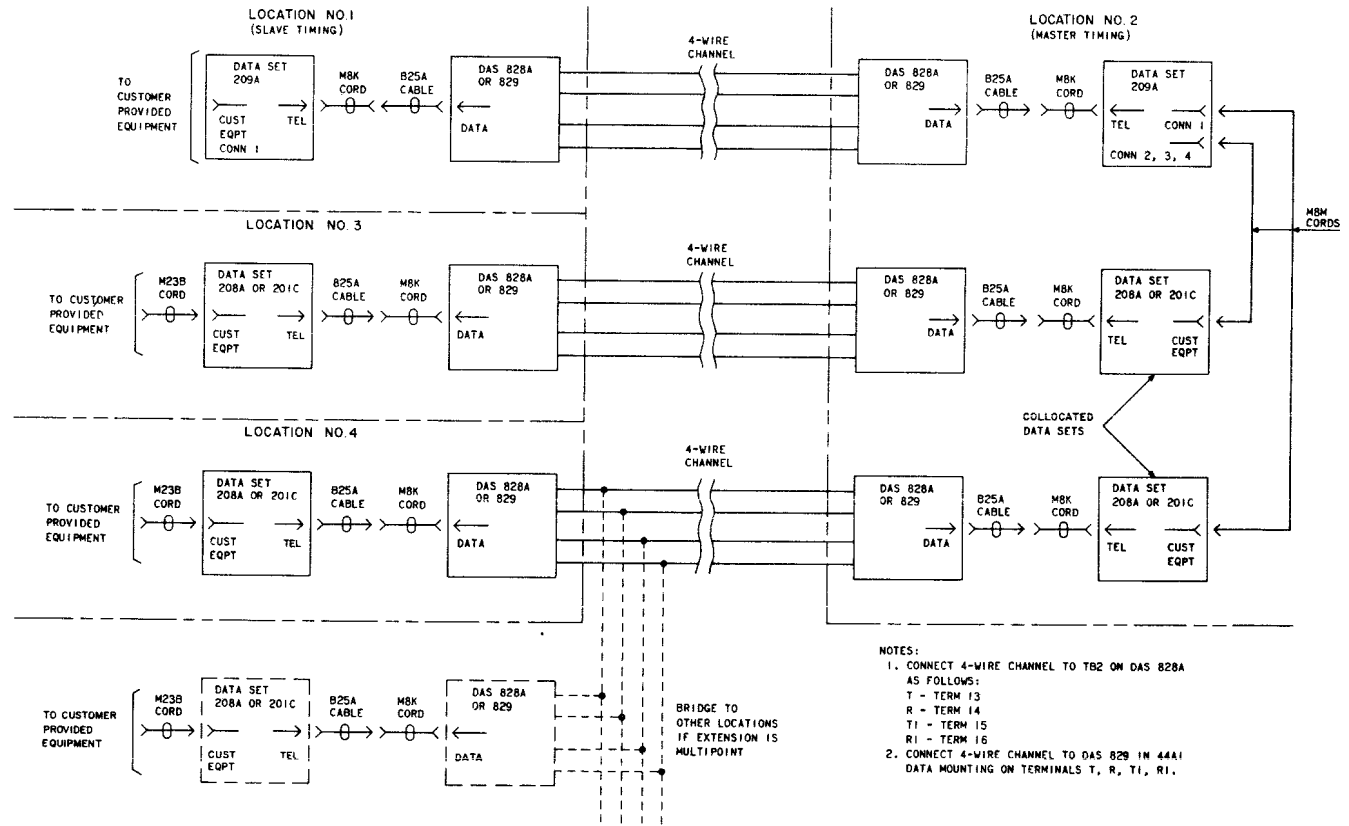 LOCATION NO. 1
(SLAVE TIMING)
TO
CUSTOMER
PROVIDED
EQUIPMENT
DATA SET
209A
CUST
EQPT
CONN 1
TEL
M8K
CORD
B25A
CABLE
DAS 828A
OR 829
DATA
4-WIRE
CHANNEL
LOCATION NO. 2
(MASTER TIMING)
DAS 828A
OR 829
DATA
B25A
CABLE
M8K
CORD
DATA SET
209A
TEL
CONN 1
CONN 2, 3, 4
M8M
CORDS
LOCATION NO. 3
TO CUSTOMER
PROVIDED
EQUIPMENT
M23B
CORD
DATA SET
208A OR 201C
CUST
EQPT
TEL
B25A
CABLE
M8K
CORD
DAS 828A
OR 829
DATA
4-WIRE
CHANNEL
DAS 828A
OR 829
DATA
B25A
CABLE
M8K
CORD
DATA SET
208A OR 201C
TEL
CUST
EQPT
COLLOCATED
DATA SETS
LOCATION NO. 4
TO CUSTOMER
PROVIDED
EQUIPMENT
M23B
CORD
DATA SET
208A OR 201C
CUST
EQPT
TEL
B25A
CABLE
M8K
CORD
DAS 828A
OR 829
DATA
4-WIRE
CHANNEL
DAS 828A
OR 829
DATA
B25A
CABLE
M8K
CORD
DATA SET
208A OR 201C
TEL
CUST
EQPT
TO CUSTOMER
PROVIDED
EQUIPMENT
M23B
CORD
DATA SET
208A OR 201C
CUST
EQPT
TEL
B25A
CABLE
M8K
CORD
DAS 828A
OR 829
DATA
BRIDGE TO
OTHER LOCATIONS
IF EXTENSION IS
MULTIPOINT
NOTES:
1. CONNECT 4-WIRE CHANNEL TO TB2 ON DAS 828A
AS FOLLOWS:
T - TERM 13
R - TERM 14
T1 - TERM 15
R1 - TERM 16
2. CONNECT 4-WIRE CHANNEL TO DAS 829 IN 44A1
DATA MOUNTING ON TERMINALS T, R, T1, R1.